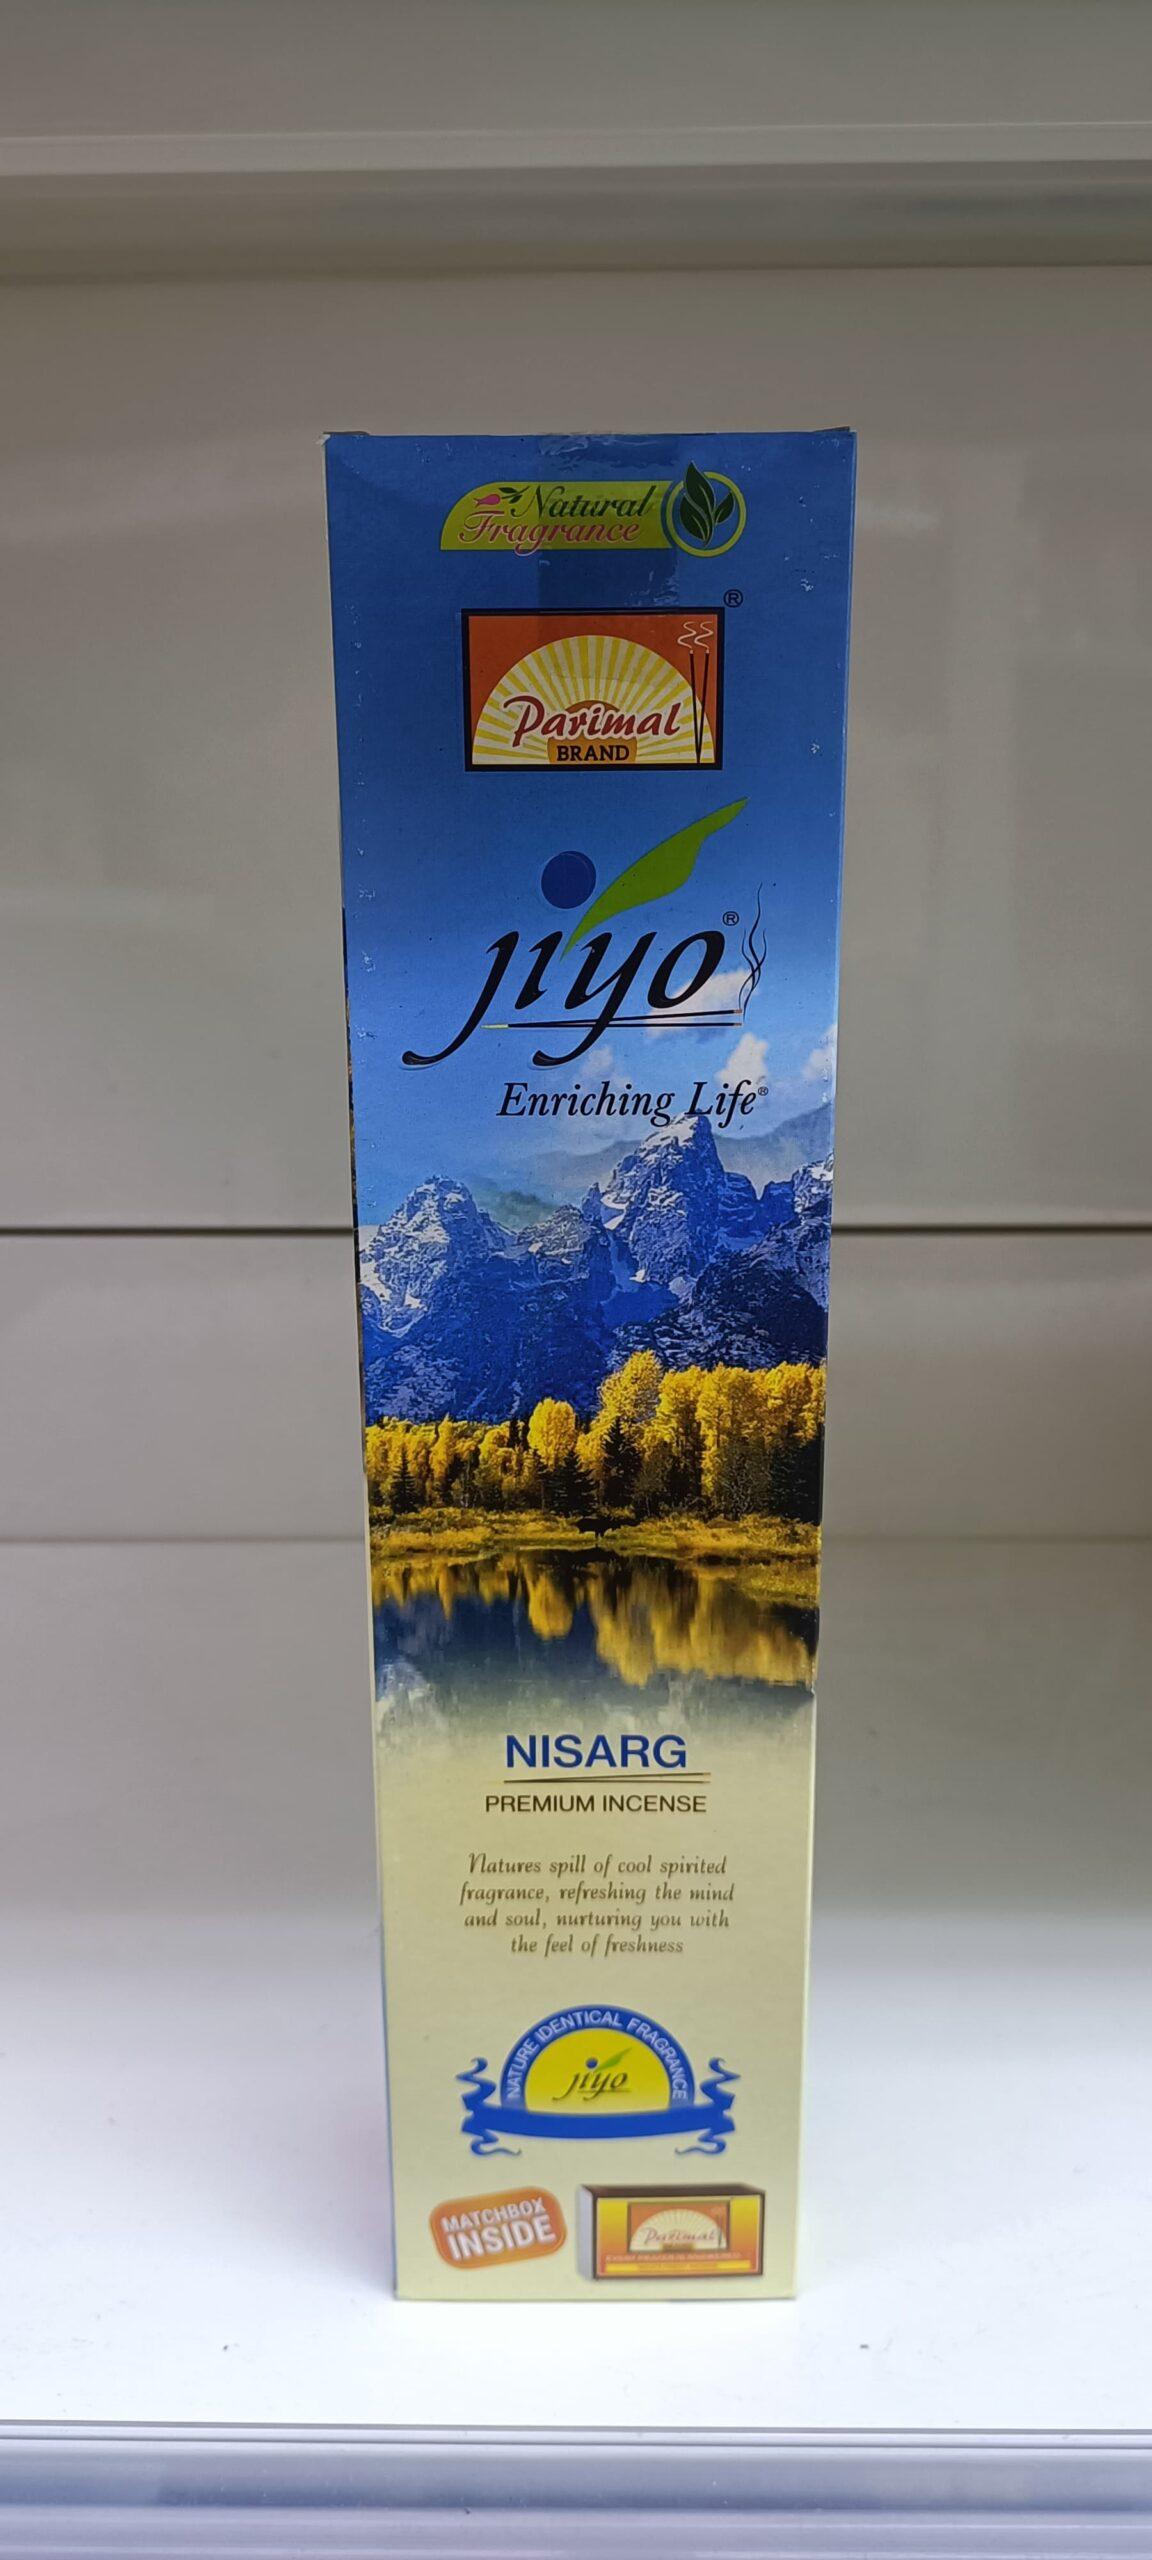 Natural
Fragrance
®
Parimal
BRAND
jiyo®
Enriching Life®
NISARG
PREMIUM INCENSE
Natures spill of cool spirited
fragrance, refreshing the mind
and soul, nurturing you with
the feel of freshness
NATURE IDENTICAL FRAGRANCE
jiyo
MATCHBOX
INSIDE
Parimal
BRAND